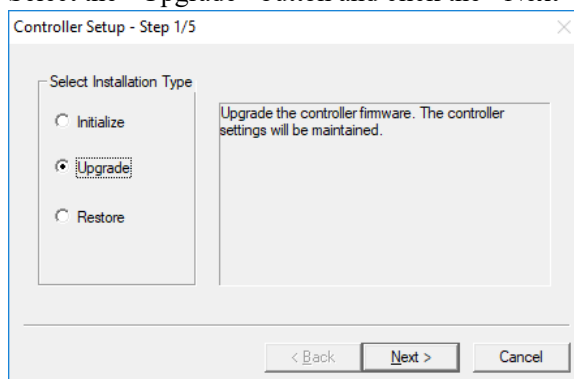 Controller Setup - Step 1/5
Select Installation Type
Initialize
Upgrade
Restore
Upgrade the controller firmware. The controller
settings will be maintained.
< Back
Next >
Cancel